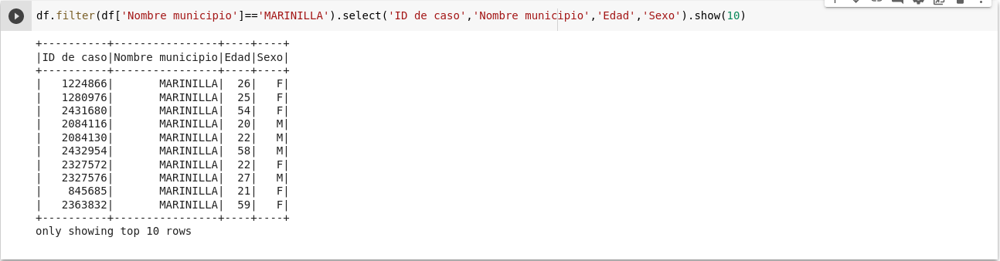 df.filter(df['Nombre municipio']=='MARINILLA').select('ID de caso','Nombre municipio','Edad','Sexo').show(10)
+----------+----------------+----+----+
|ID de caso|Nombre municipio|Edad|Sexo|
+----------+----------------+----+----+
|   1224866|       MARINILLA|  26|   F|
|   1280976|       MARINILLA|  25|   F|
|   2431680|       MARINILLA|  54|   F|
|   2084116|       MARINILLA|  20|   M|
|   2084130|       MARINILLA|  22|   M|
|   2432954|       MARINILLA|  58|   M|
|   2327572|       MARINILLA|  22|   F|
|   2327576|       MARINILLA|  27|   M|
|    845685|       MARINILLA|  21|   F|
|   2363832|       MARINILLA|  59|   F|
+----------+----------------+----+----+
only showing top 10 rows